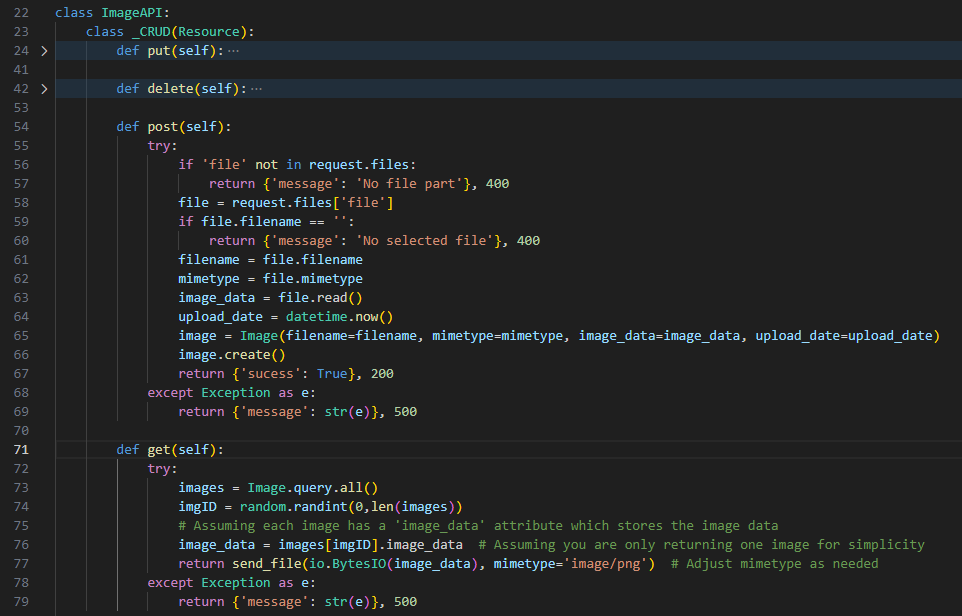 22 class ImageAPI:
23     class _CRUD(Resource):
24 >         def put(self): ···
41
42 >         def delete(self): ···
53
54         def post(self):
55             try:
56                 if 'file' not in request.files:
57                     return {'message': 'No file part'}, 400
58                 file = request.files['file']
59                 if file.filename == '':
60                     return {'message': 'No selected file'}, 400
61                 filename = file.filename
62                 mimetype = file.mimetype
63                 image_data = file.read()
64                 upload_date = datetime.now()
65                 image = Image(filename=filename, mimetype=mimetype, image_data=image_data, upload_date=upload_date)
66                 image.create()
67                 return {'sucess': True}, 200
68             except Exception as e:
69                 return {'message': str(e)}, 500
70
71         def get(self):
72             try:
73                 images = Image.query.all()
74                 imgID = random.randint(0,len(images))
75                 # Assuming each image has a 'image_data' attribute which stores the image data
76                 image_data = images[imgID].image_data  # Assuming you are only returning one image for simplicity
77                 return send_file(io.BytesIO(image_data), mimetype='image/png')  # Adjust mimetype as needed
78             except Exception as e:
79                 return {'message': str(e)}, 500